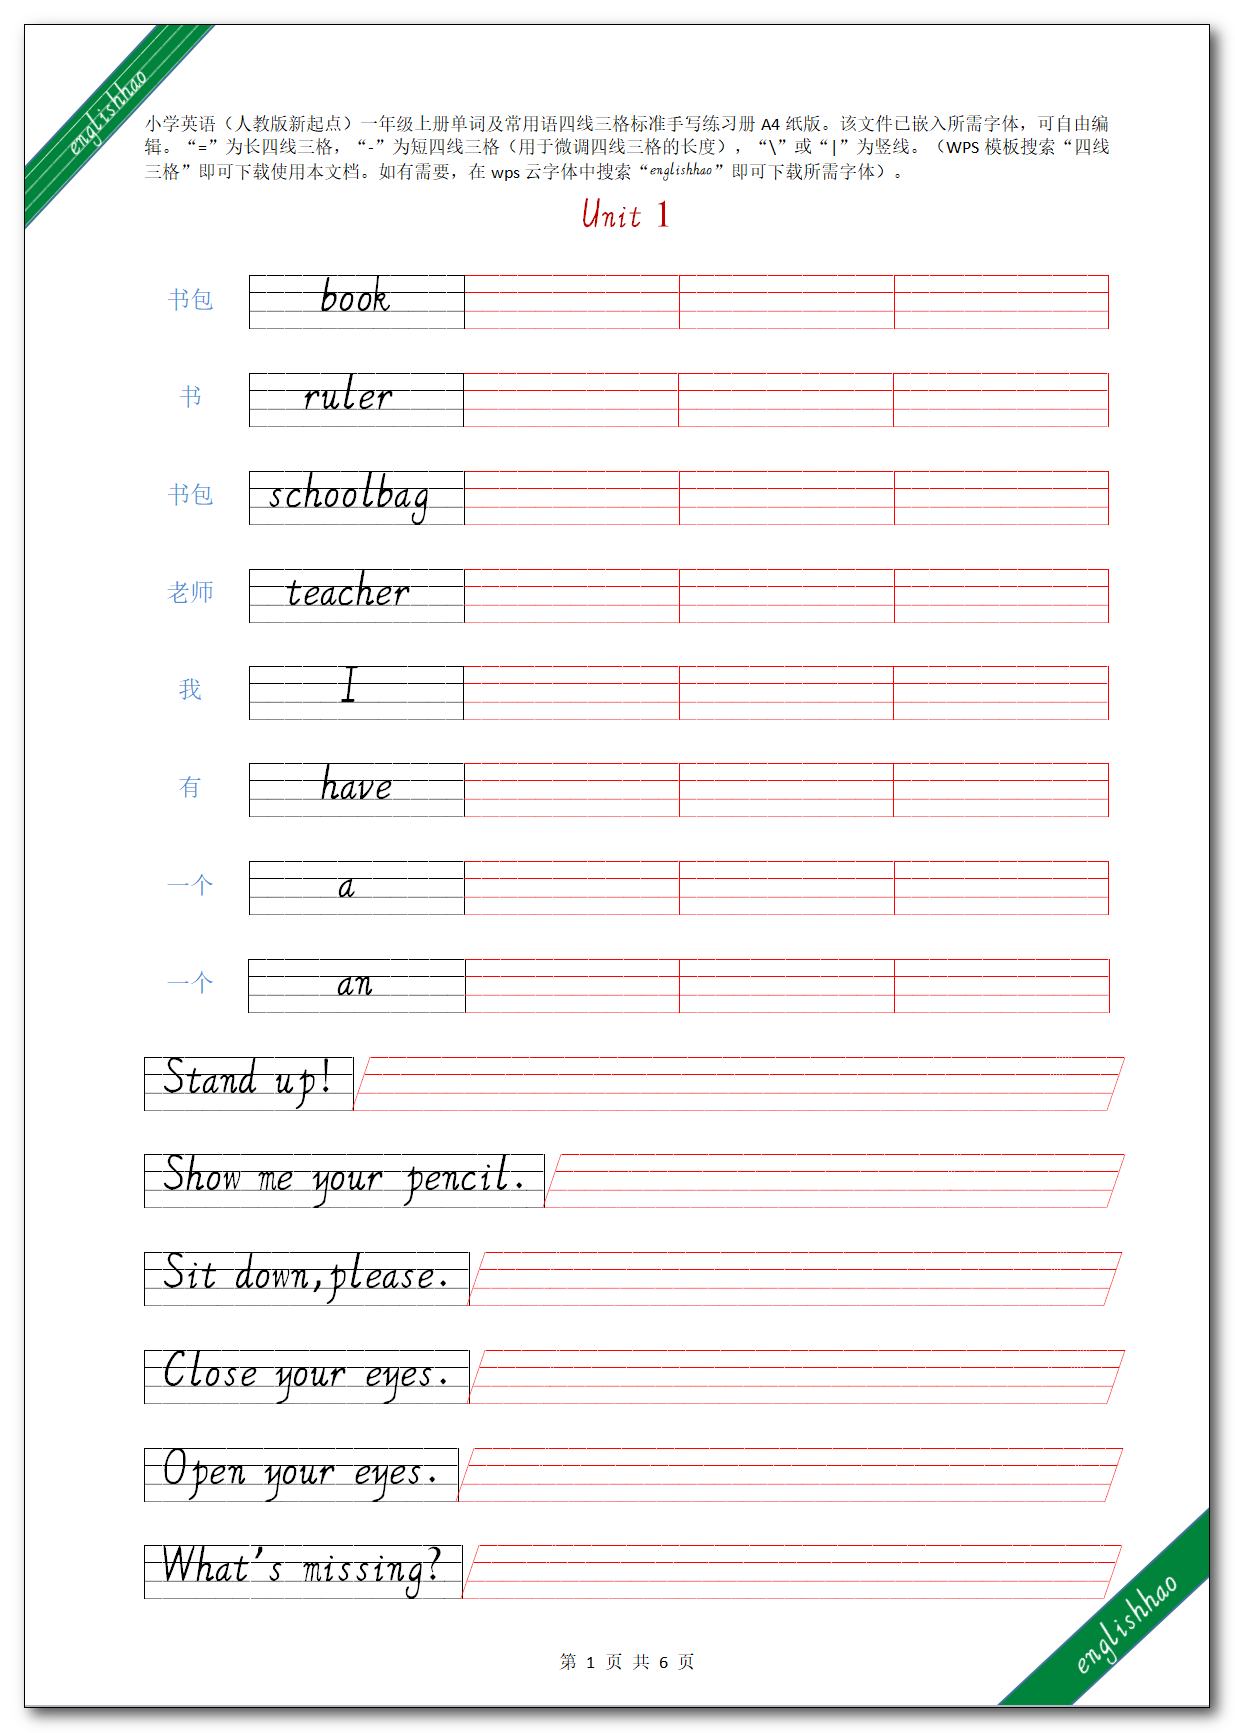 englishhao
小学英语（人教版新起点）一年级上册单词及常用语四线三格标准手写练习册 A4 纸版。该文件已嵌入所需字体，可自由编
辑。“=”为长四线三格，“-”为短四线三格（用于微调四线三格的长度），“\”或“|”为竖线。（WPS 模板搜索“四线
三格”即可下载使用本文档。如有需要，在 wps 云字体中搜索“englishhao”即可下载所需字体）。
Unit 1
书包 book
书 ruler
书包 schoolbag
老师 teacher
我 I
有 have
一个 a
一个 an
Stand up!
Show me your pencil.
Sit down,please.
Close your eyes.
Open your eyes.
What's missing?
englishhao
第 1 页 共 6 页